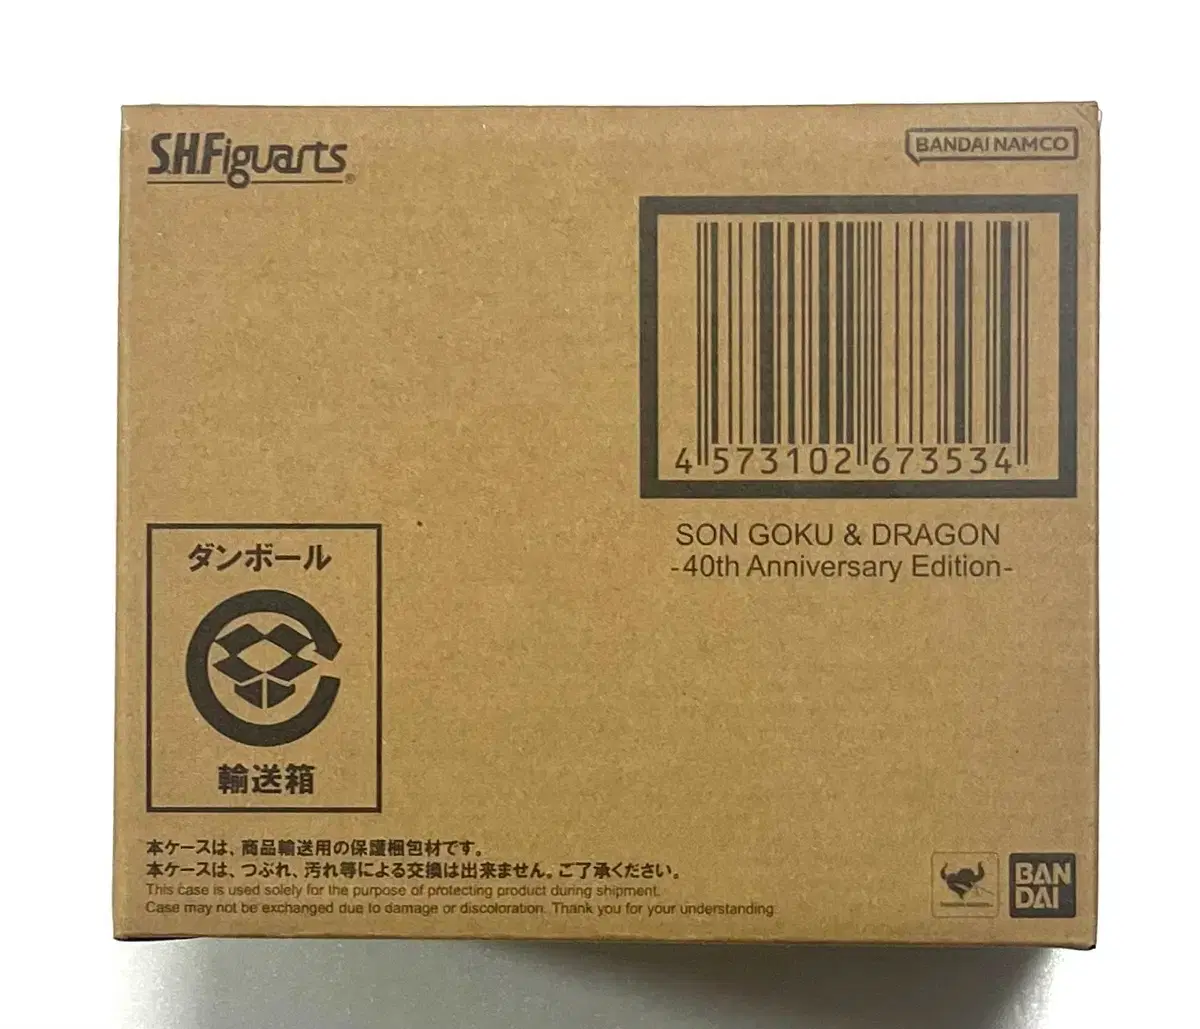 S.H.Figuarts®
BANDAI NAMCO
4 573102 673534
SON GOKU & DRAGON
-40th Anniversary Edition-
ダンボール
輸送箱
本ケースは、商品輸送用の保護梱包材です。
本ケースは、つぶれ、汚れ等による交換は出来ません。ご了承ください。
This case is used solely for the purpose of protecting product during shipment.
Case may not be exchanged due to damage or discoloration. Thank you for your understanding
BAN
DAI